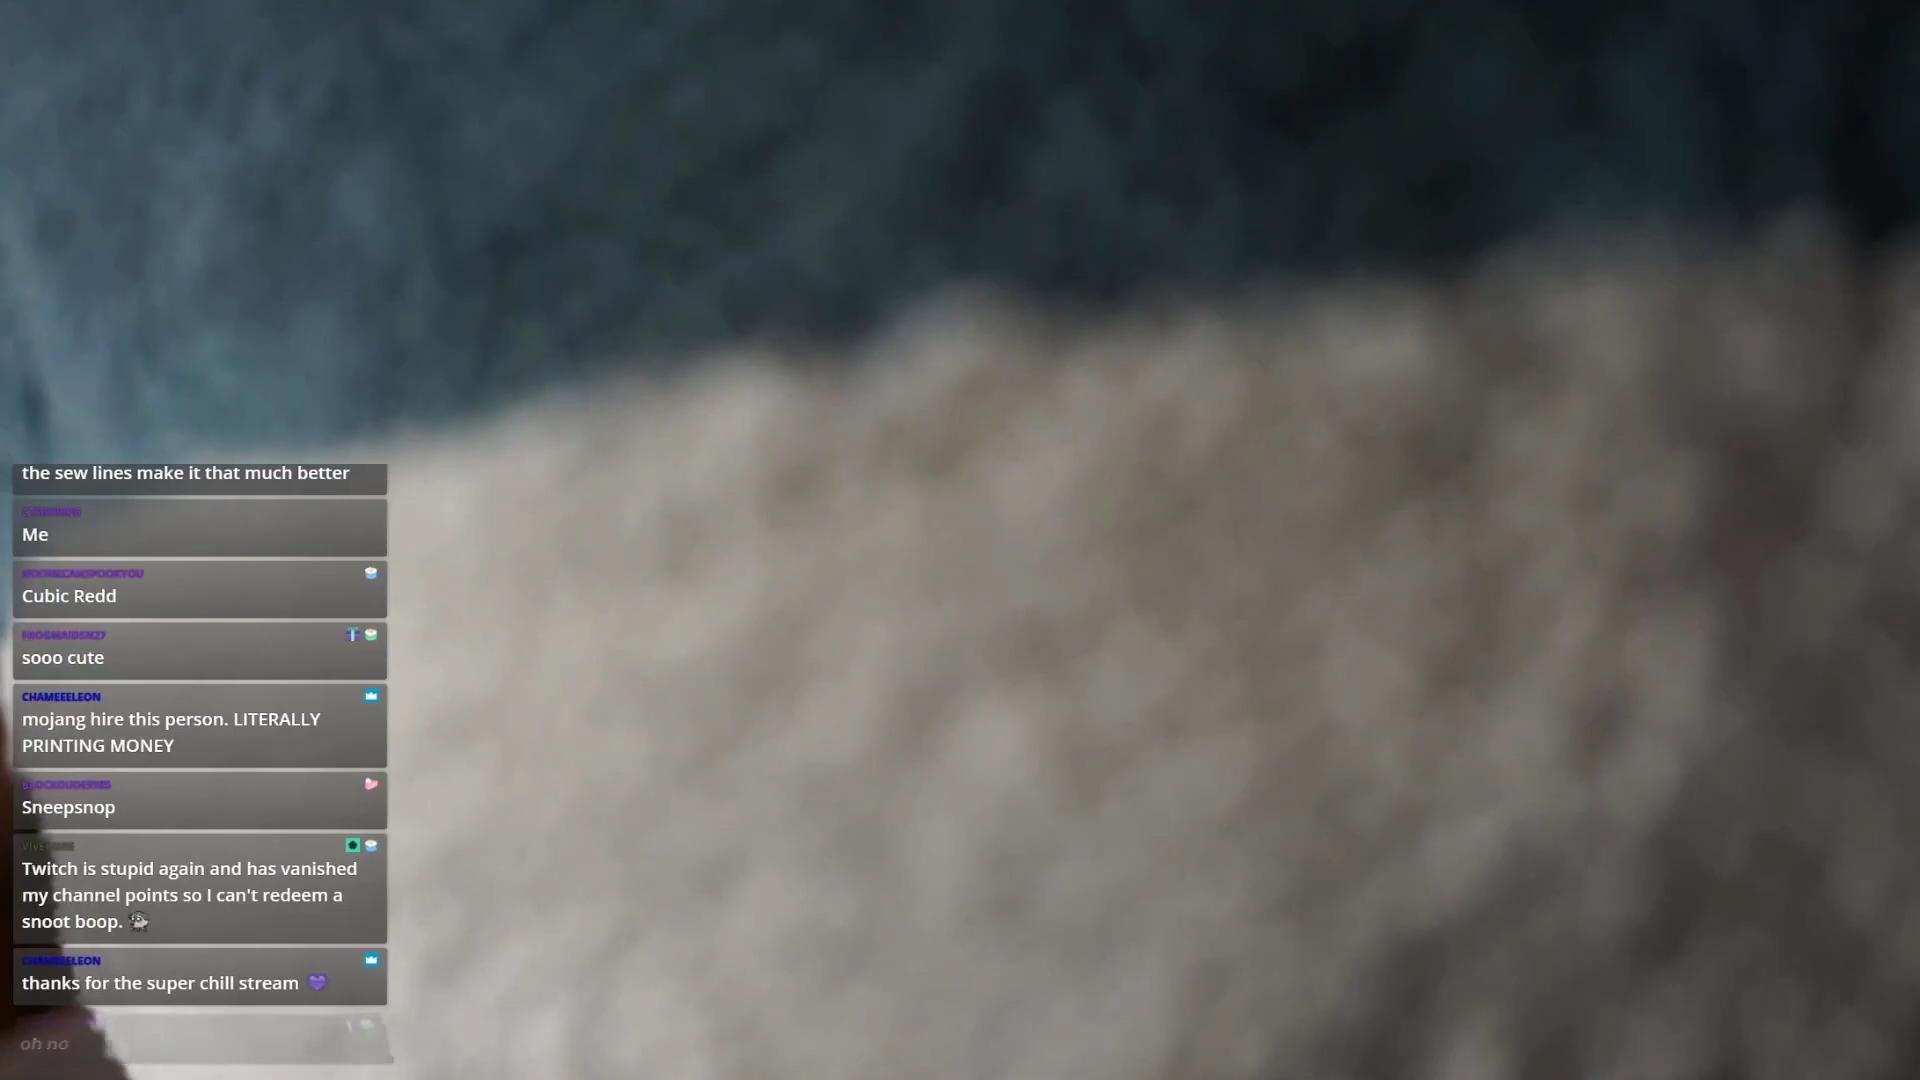 the sew lines make it that much better
Me
Cubic Redd
sooo cute
CHAMEEELEON
mojang hire this person. LITERALLY
PRINTING MONEY
Sneepsnop
Twitch is stupid again and has vanished
my channel points so I can't redeem a
snoot boop.
CHAMEEELEON
thanks for the super chill stream
oh no